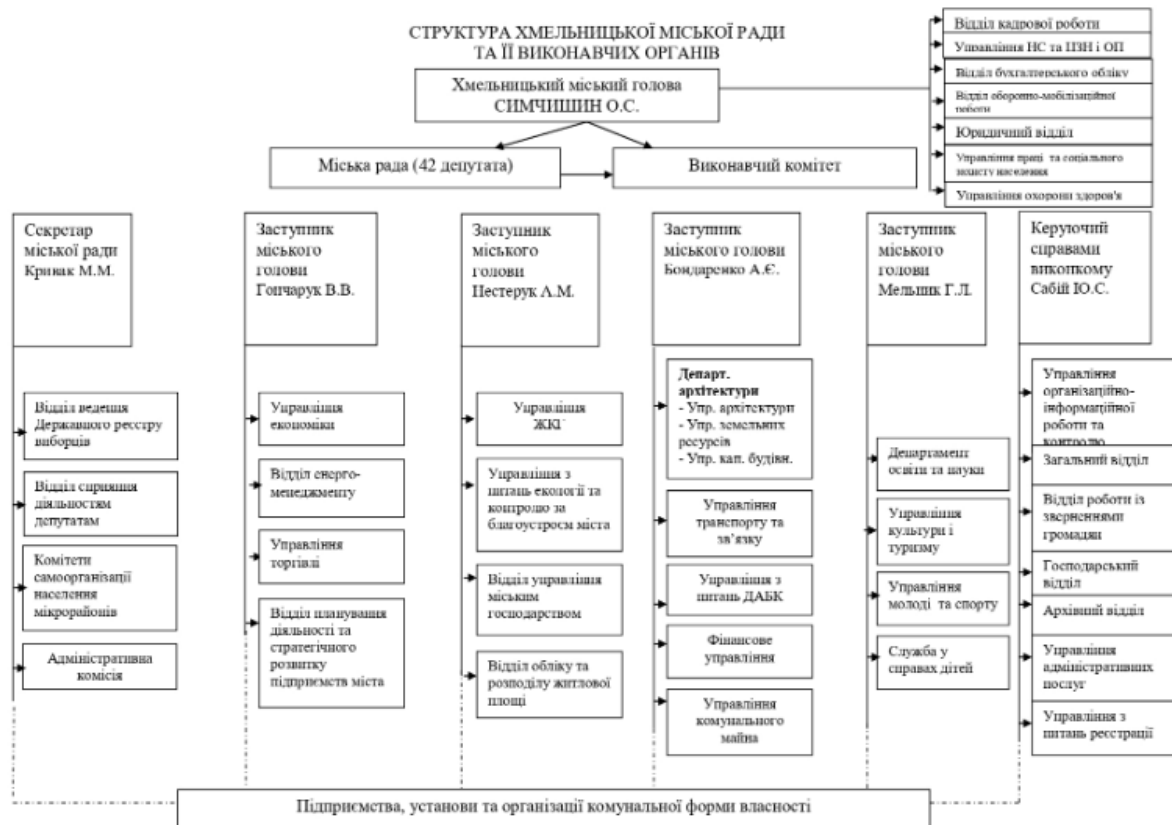 СТРУКТУРА ХМЕЛЬНИЦЬКОЇ МІСЬКОЇ РАДИ
ТА ЇЇ ВИКОНАВЧИХ ОРГАНІВ
Хмельницький міський голова
СИМЧИШИН О.С.
Міська рада (42 депутата)
Виконавчий комітет
Відділ кадрової роботи
Управління НС та ЦЗН і ОП
Відділ бухгалтерського обліку
Відділ оборонно-мобілізаційної
роботи
Юридичний відділ
Управління праці та соціального
захисту населення
Управління охорони здоров'я
Секретар
міської ради
Кривак М.М.
Відділ ведення
Державного реєстру
виборців
Відділ сприяння
діяльностям
депутатам
Комітети
самоорганізації
населення
мікрорайонів
Адміністративна
комісія
Заступник
міського
голови
Гончарук В.В.
Управління
економіки
Відділ енерго-
менеджменту
Управління
торгівлі
Відділ планування
діяльності та
стратегічного
розвитку
підприємств міста
Заступник
міського
голови
Нестерук А.М.
Управління
ЖКГ
Управління з
питань екології та
контролю за
благоустроєм міста
Відділ управління
міським
господарством
Відділ обліку та
розподілу житлової
площі
Заступник
міського голови
Бондаренко А.Є.
Департ.
архітектури
- Упр. архітектури
- Упр. земельних
ресурсів
- Упр. кап. будівн.
Управління
транспорту та
зв’язку
Управління з
питань ДАБК
Фінансове
управління
Управління
комунального
майна
Заступник
міського
голови
Мельник Г.Л.
Департамент
освіти та науки
Управління
культури і
туризму
Управління
молоді та спорту
Служба у
справах дітей
Керуючий
справами
виконкому
Сабій Ю.С.
Управління
організаційно-
інформаційної
роботи та
контролю
Загальний відділ
Відділ роботи із
зверненнями
громадян
Господарський
відділ
Архівний відділ
Управління
адміністративних
послуг
Управління з
питань реєстрації
Підприємства, установи та організації комунальної форми власності